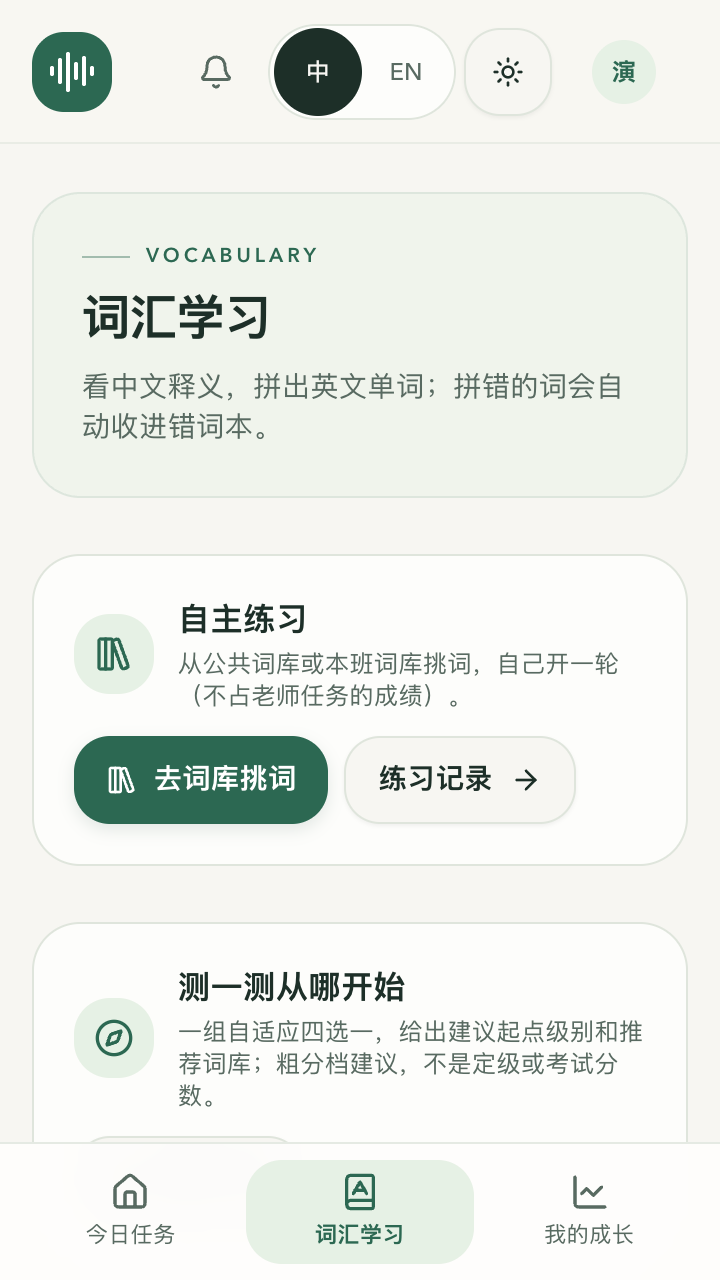 中
EN
演
VOCABULARY
词汇学习
看中文释义，拼出英文单词；拼错的词会自
动收进错词本。
自主练习
从公共词库或本班词库挑词，自己开一轮
（不占老师任务的成绩）。
去词库挑词
练习记录
测一测从哪开始
一组自适应四选一，给出建议起点级别和推
荐词库；粗分档建议，不是定级或考试分
数。
今日任务
词汇学习
我的成长